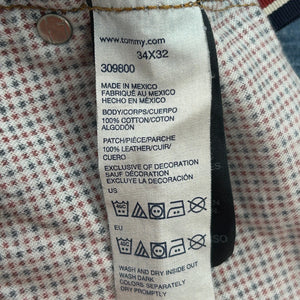 www.tommy.com
34X32
309800
MADE IN MEXICO
FABRIQUÉ AU MEXICO
HECHO EN MÉXICO
BODY/CORPS/CUERPO
100% COTTON/COTON/
ALGODÓN
PATCH/PIÈCE/PARCHE
100% LEATHER/CUIR/
CUERO
EXCLUSIVE OF DECORATION
SAUF DÉCORATION
EXCLUYE LA DECORACIÓN
US
EU
WASH AND DRY INSIDE OUT
WASH DARK
COLORS SEPARATELY
DRY PROMPTLY